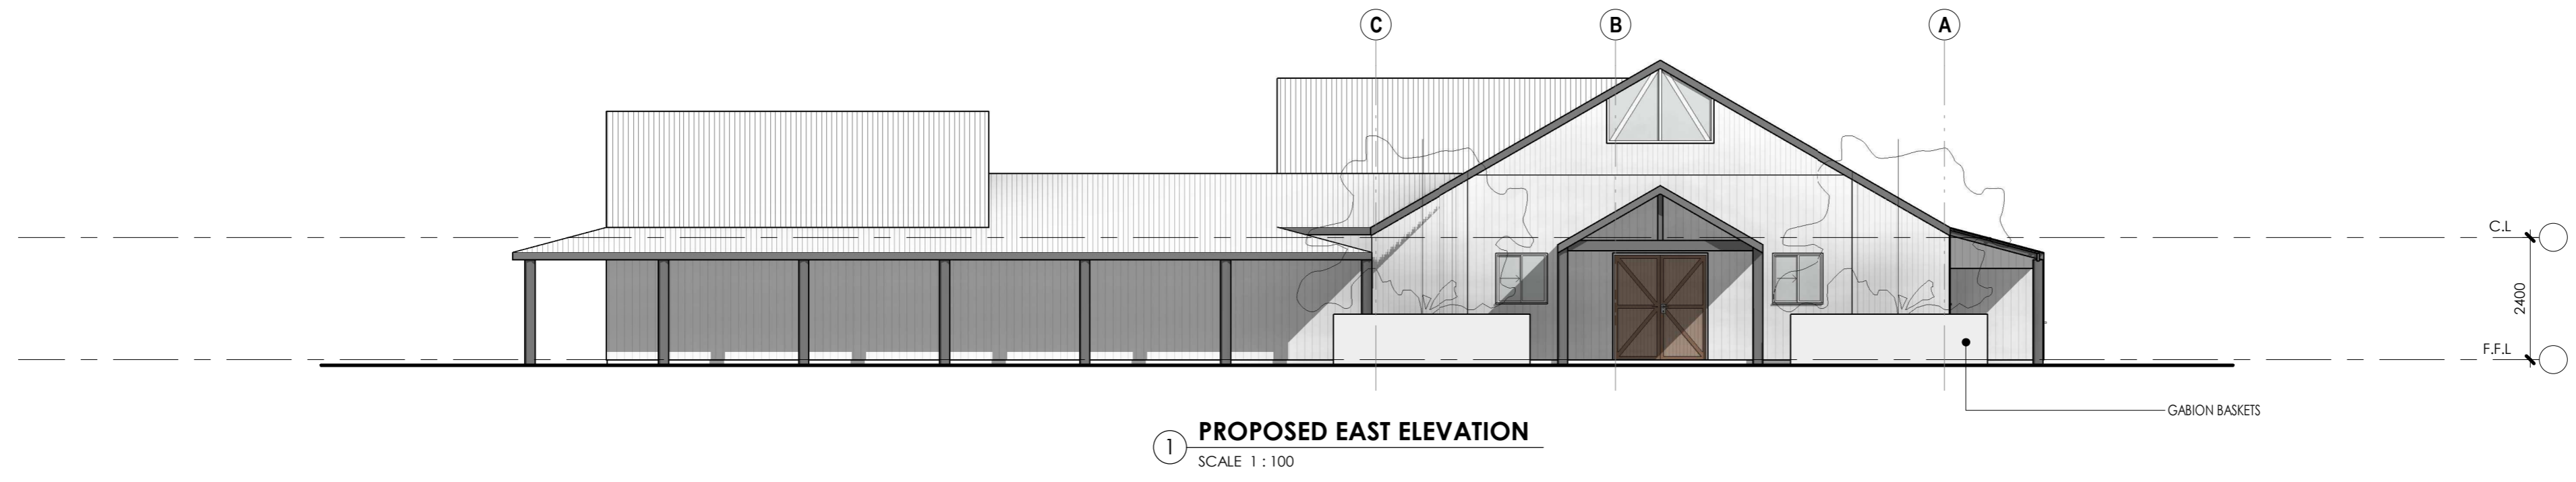 C
B
A
C.L
2400
F.F.L
GABION BASKETS
1
PROPOSED EAST ELEVATION
SCALE 1 : 100